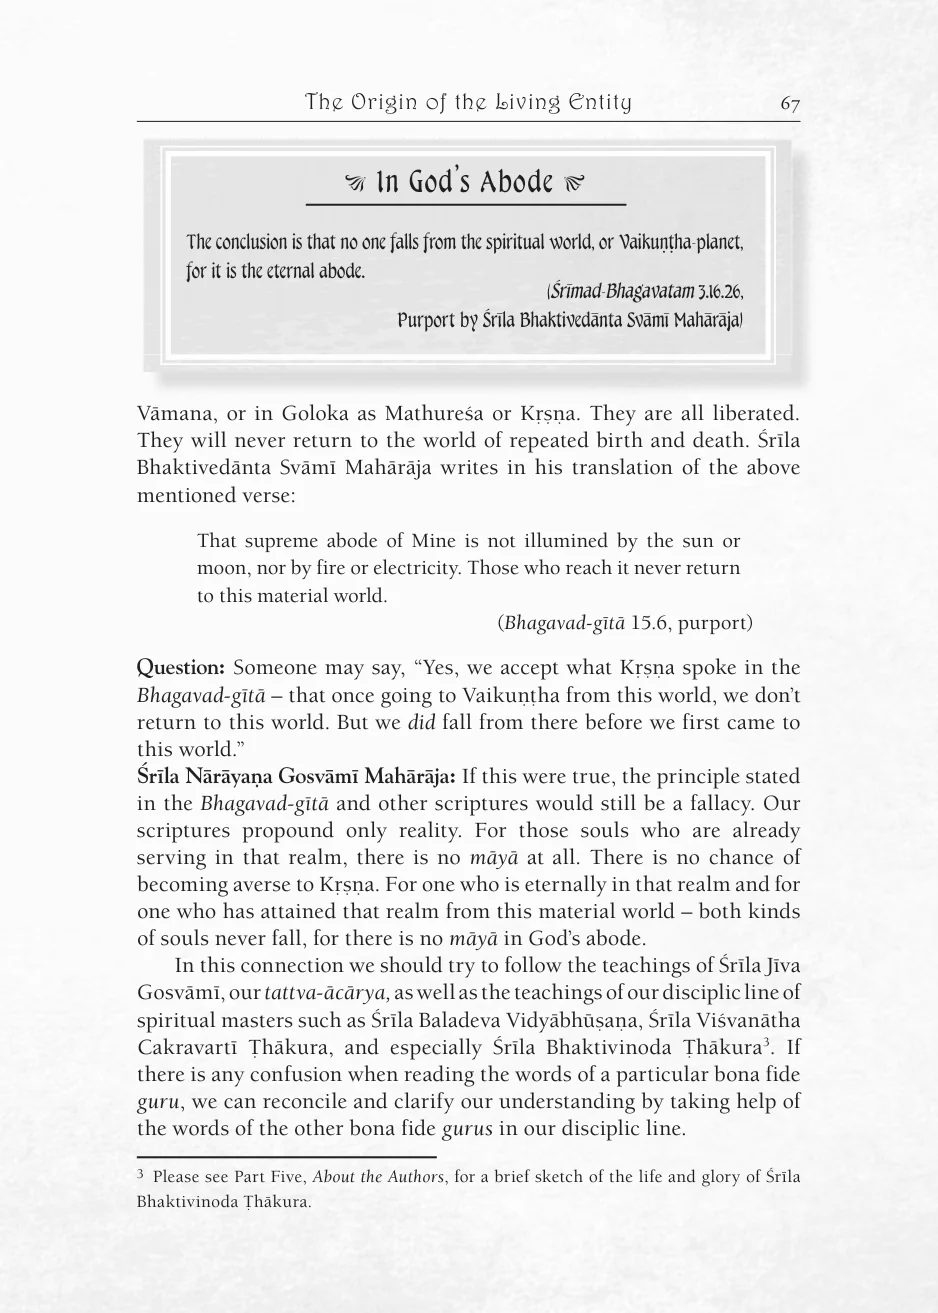 The Origin of the Living Entity 67
In God's Abode
The conclusion is that no one falls from the spiritual world, or Vaikuṇṭha-planet,
for it is the eternal abode.
(Śrīmad-Bhagavatam 3.16.26,
Purport by Śrīla Bhaktivedānta Svāmī Mahārāja)
Vāmana, or in Goloka as Mathureśa or Kṛṣṇa. They are all liberated.
They will never return to the world of repeated birth and death. Śrīla
Bhaktivedānta Svāmī Mahārāja writes in his translation of the above
mentioned verse:
That supreme abode of Mine is not illumined by the sun or
moon, nor by fire or electricity. Those who reach it never return
to this material world.
(Bhagavad-gītā 15.6, purport)
Question: Someone may say, “Yes, we accept what Kṛṣṇa spoke in the
Bhagavad-gītā – that once going to Vaikuṇṭha from this world, we don’t
return to this world. But we did fall from there before we first came to
this world.”
Śrīla Nārāyaṇa Gosvāmī Mahārāja: If this were true, the principle stated
in the Bhagavad-gītā and other scriptures would still be a fallacy. Our
scriptures propound only reality. For those souls who are already
serving in that realm, there is no māyā at all. There is no chance of
becoming averse to Kṛṣṇa. For one who is eternally in that realm and for
one who has attained that realm from this material world – both kinds
of souls never fall, for there is no māyā in God’s abode.
In this connection we should try to follow the teachings of Śrīla Jīva
Gosvāmī, our tattva-ācārya, as well as the teachings of our disciplic line of
spiritual masters such as Śrīla Baladeva Vidyābhūṣaṇa, Śrīla Viśvanātha
Cakravartī Ṭhākura, and especially Śrīla Bhaktivinoda Ṭhākura³. If
there is any confusion when reading the words of a particular bona fide
guru, we can reconcile and clarify our understanding by taking help of
the words of the other bona fide gurus in our disciplic line.
³ Please see Part Five, About the Authors, for a brief sketch of the life and glory of Śrīla
Bhaktivinoda Ṭhākura.